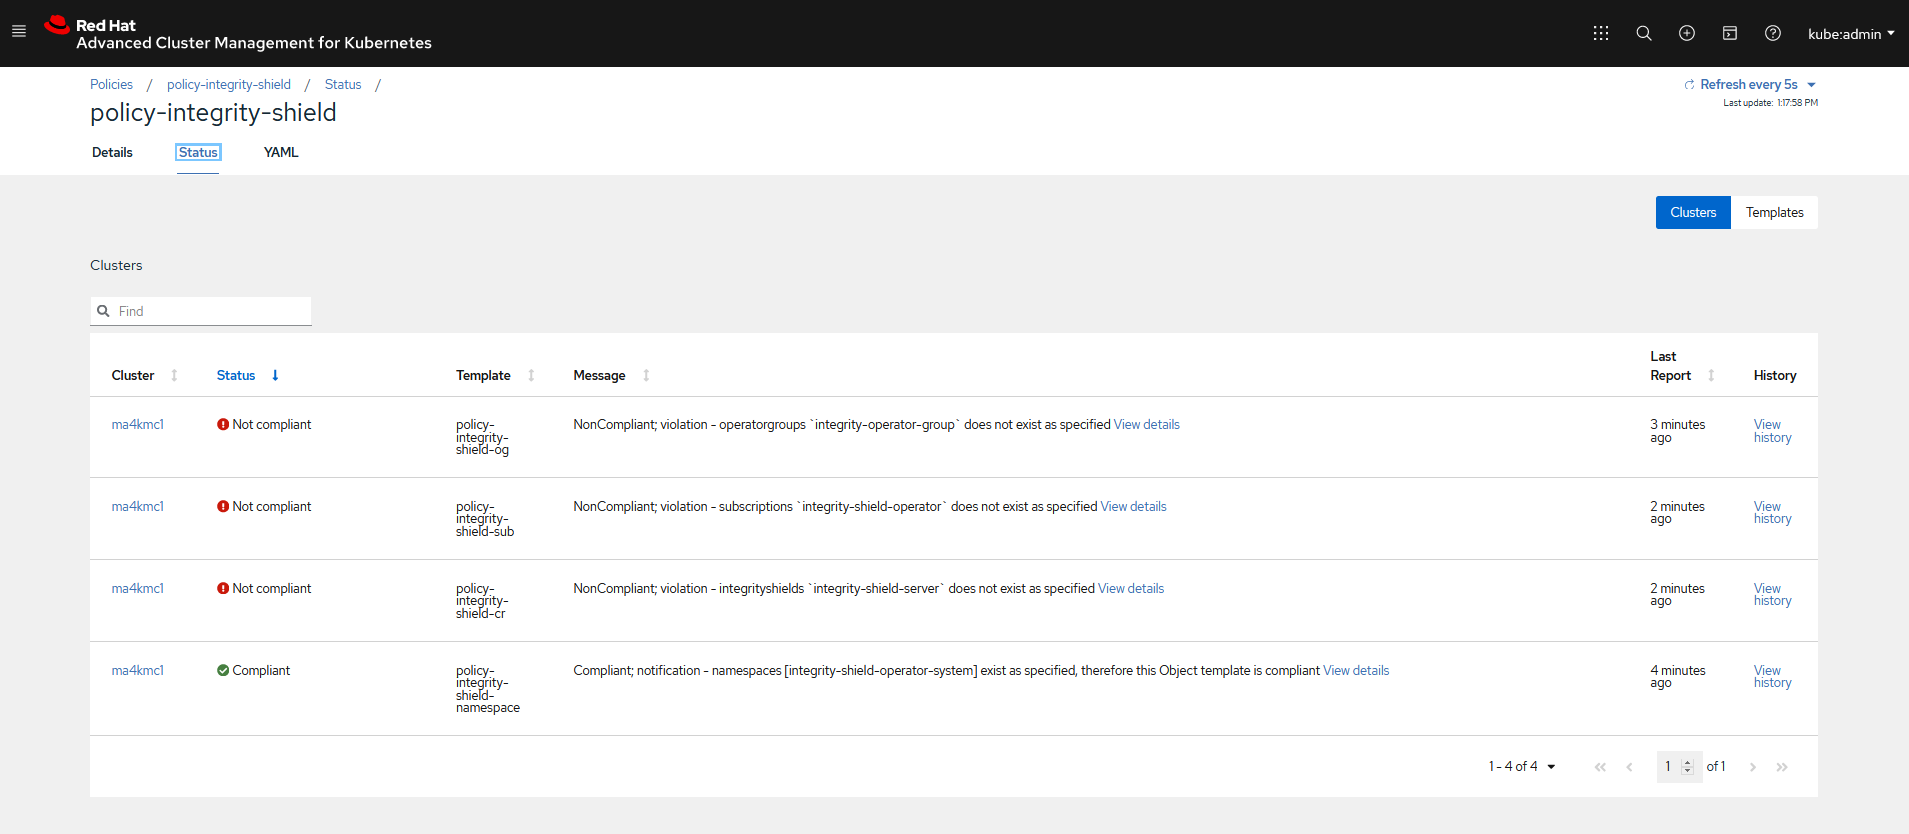 Red Hat
Advanced Cluster Management for Kubernetes
kube:admin
Policies / policy-integrity-shield / Status /
Refresh every 5s
Last update: 1:17:58 PM
policy-integrity-shield
Details Status YAML
Clusters Templates
Clusters
Find
Cluster Status Template Message Last Report History
ma4kmc1 Not compliant policy-integrity-shield-og NonCompliant; violation - operatorgroups `integrity-operator-group` does not exist as specified View details 3 minutes ago View history
ma4kmc1 Not compliant policy-integrity-shield-sub NonCompliant; violation - subscriptions `integrity-shield-operator` does not exist as specified View details 2 minutes ago View history
ma4kmc1 Not compliant policy-integrity-shield-cr NonCompliant; violation - integrityshields `integrity-shield-server` does not exist as specified View details 2 minutes ago View history
ma4kmc1 Compliant policy-integrity-shield-namespace Compliant; notification - namespaces [integrity-shield-operator-system] exist as specified, therefore this Object template is compliant View details 4 minutes ago View history
1 - 4 of 4 1 of 1